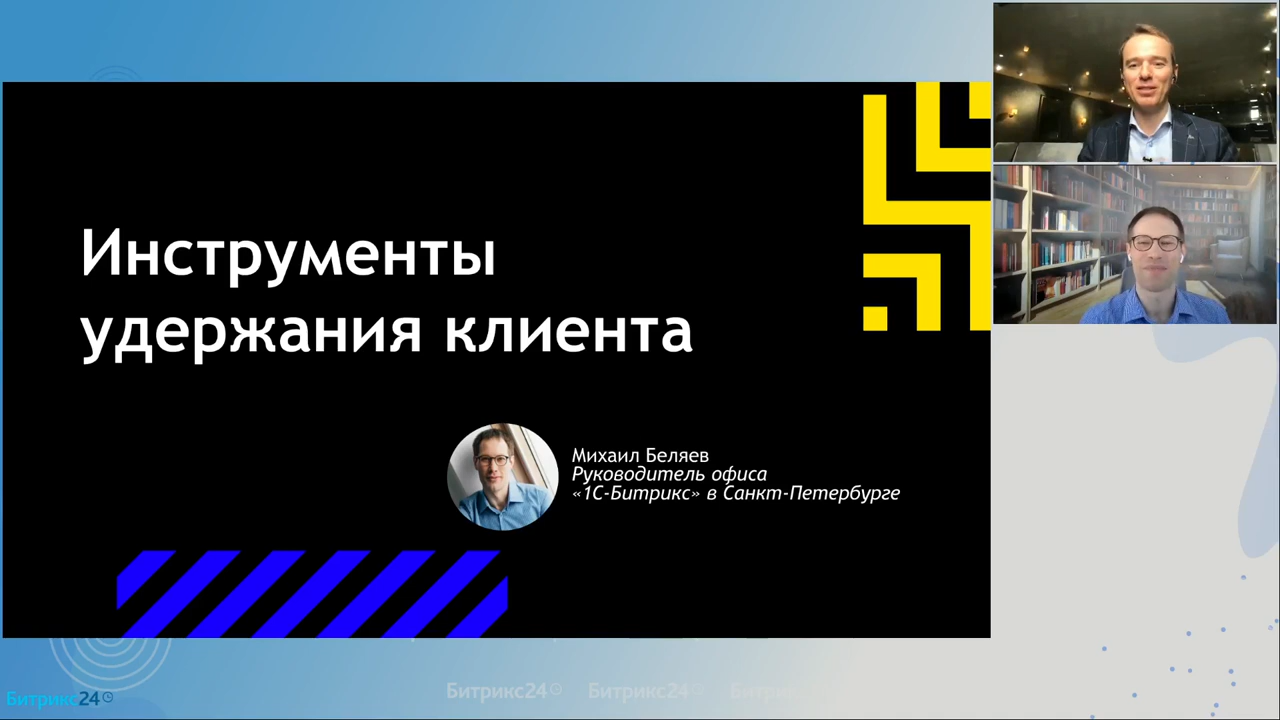 Инструменты
удержания клиента
Михаил Беляев
Руководитель офиса
«1С-Битрикс» в Санкт-Петербурге
Битрикс24
Битрикс24
Битрикс24